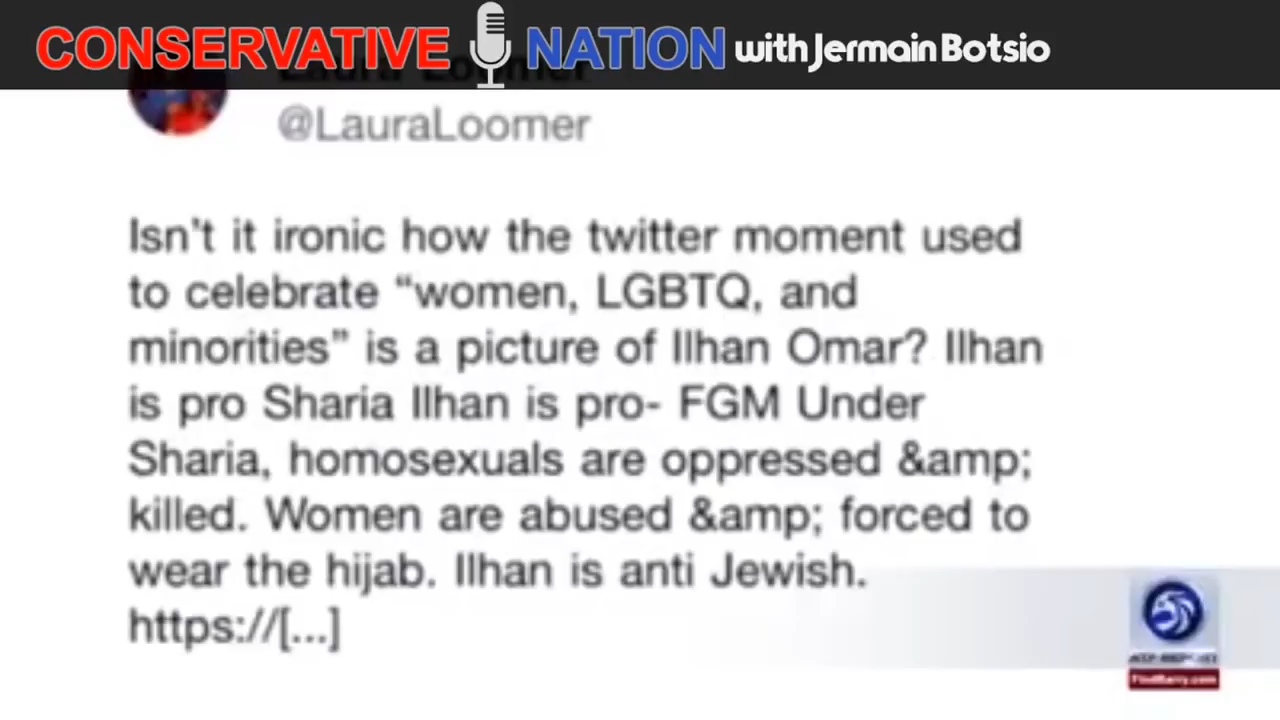 CONSERVATIVE NATION with Jermain Botsio
Laura Loomer
@LauraLoomer
Isn't it ironic how the twitter moment used
to celebrate “women, LGBTQ, and
minorities” is a picture of Ilhan Omar? Ilhan
is pro Sharia Ilhan is pro- FGM Under
Sharia, homosexuals are oppressed &amp;
killed. Women are abused &amp; forced to
wear the hijab. Ilhan is anti Jewish.
https://[...]